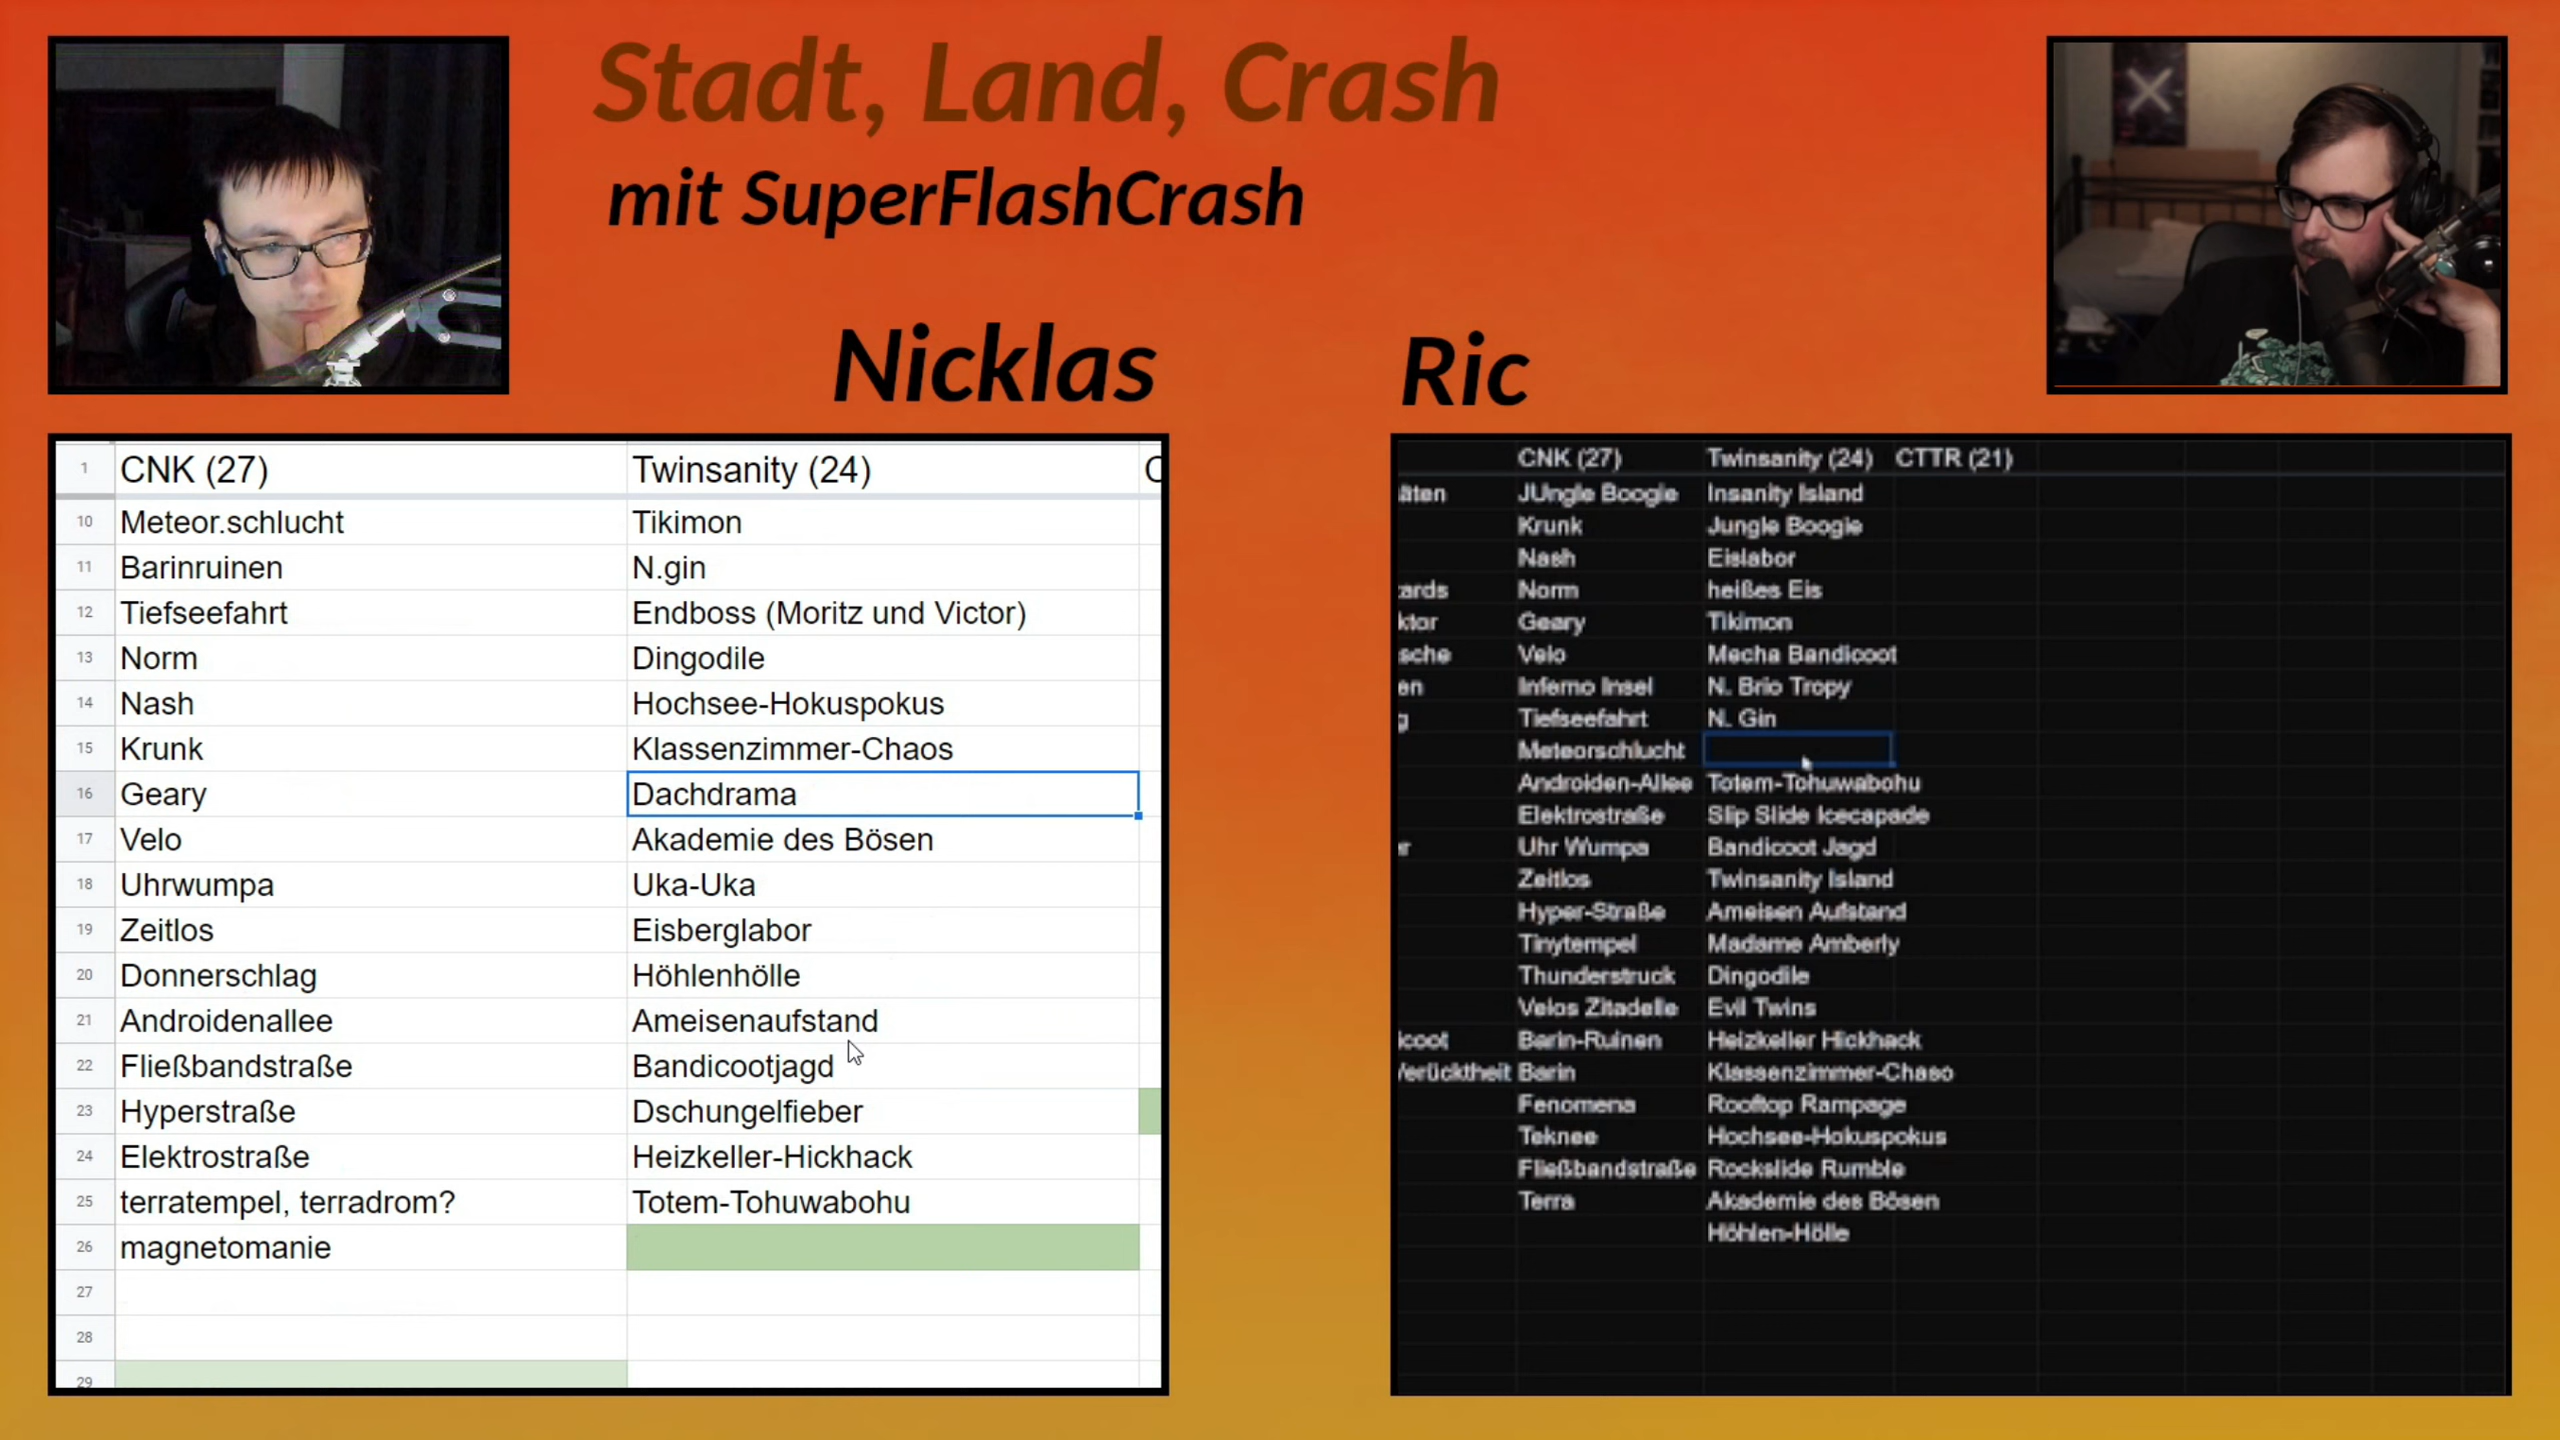 Stadt, Land, Crash
mit SuperFlashCrash
Nicklas
Ric
1 CNK (27) Twinsanity (24) C
10 Meteor.schlucht Tikimon
11 Barinruinen N.gin
12 Tiefseefahrt Endboss (Moritz und Victor)
13 Norm Dingodile
14 Nash Hochsee-Hokuspokus
15 Krunk Klassenzimmer-Chaos
16 Geary Dachdrama
17 Velo Akademie des Bösen
18 Uhrwumpa Uka-Uka
19 Zeitlos Eisberglabor
20 Donnerschlag Höhlenhölle
21 Androidenallee Ameisenaufstand
22 Fließbandstraße Bandicootjagd
23 Hyperstraße Dschungelfieber
24 Elektrostraße Heizkeller-Hickhack
25 terratempel, terradrom? Totem-Tohuwabohu
26 magnetomanie
27
28
29
CNK (27) Twinsanity (24) CTTR (21)
äten JUngle Boogie Insanity Island
Krunk Jungle Boogie
Nash Eislabor
zards Norm heißes Eis
ktor Geary Tikimon
sche Velo Mecha Bandicoot
en Inferno Insel N. Brio Tropy
g Tiefseefahrt N. Gin
Meteorschlucht
Androiden-Allee Totem-Tohuwabohu
Elektrostraße Slip Slide Icecapade
r Uhr Wumpa Bandicoot Jagd
Zeitlos Twinsanity Island
Hyper-Straße Ameisen Aufstand
Tinytempel Madame Amberly
Thunderstruck Dingodile
Velos Zitadelle Evil Twins
icoot Barin-Ruinen Heizkeller Hickhack
Verücktheit Barin Klassenzimmer-Chaso
Fenomena Rooftop Rampage
Teknee Hochsee-Hokuspokus
Fließbandstraße Rockslide Rumble
Terra Akademie des Bösen
Höhlen-Hölle